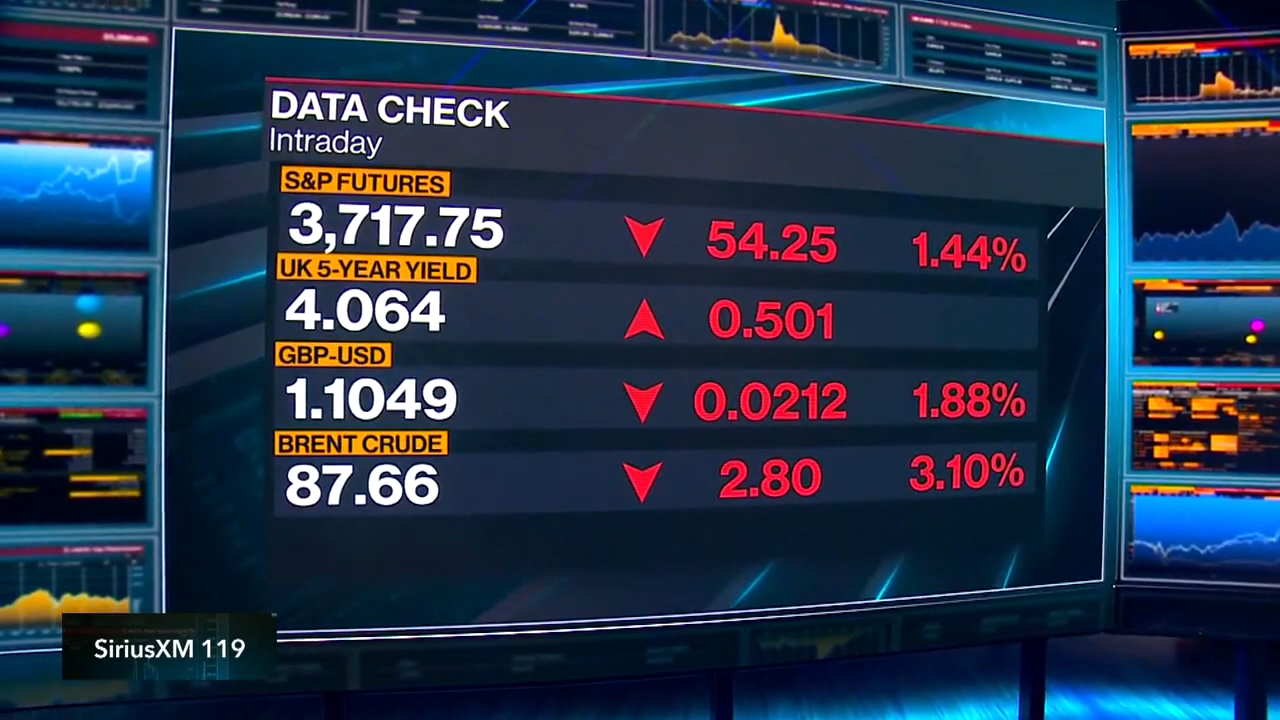 DATA CHECK
Intraday
S&P FUTURES
3,717.75 54.25 1.44%
UK 5-YEAR YIELD
4.064 0.501
GBP-USD
1.1049 0.0212 1.88%
BRENT CRUDE
87.66 2.80 3.10%
SiriusXM 119